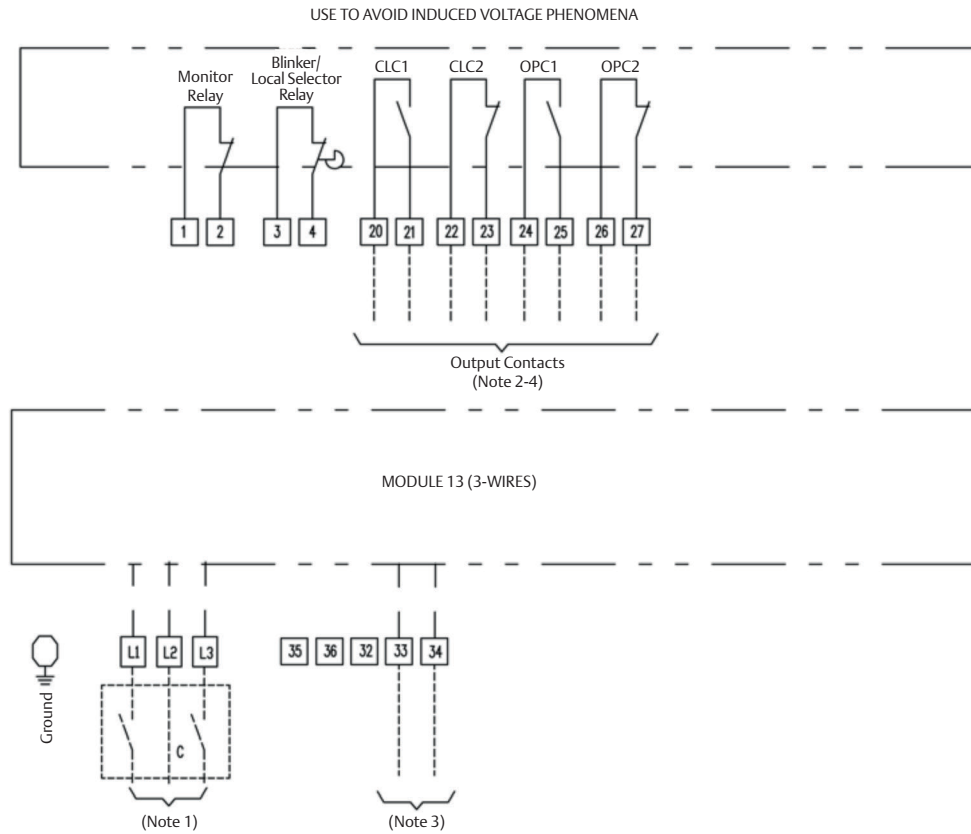 USE TO AVOID INDUCED VOLTAGE PHENOMENA
Monitor
Relay
Blinker/
Local Selector
Relay
CLC1
CLC2
OPC1
OPC2
1
2
3
4
20
21
22
23
24
25
26
27
Output Contacts
(Note 2-4)
MODULE 13 (3-WIRES)
Ground
L1
L2
L3
35
36
32
33
34
C
(Note 1)
(Note 3)